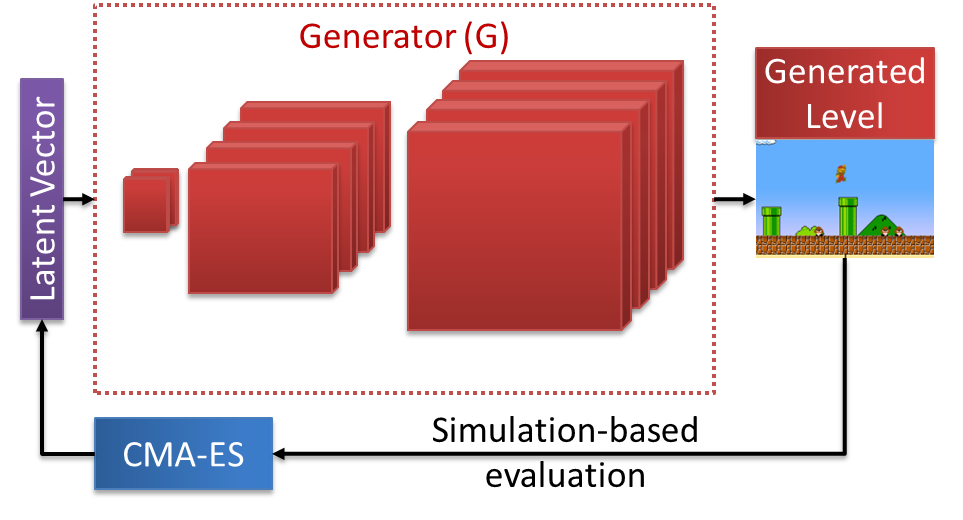 Generator (G)
Generated
Level
Latent Vector
CMA-ES
Simulation-based
evaluation